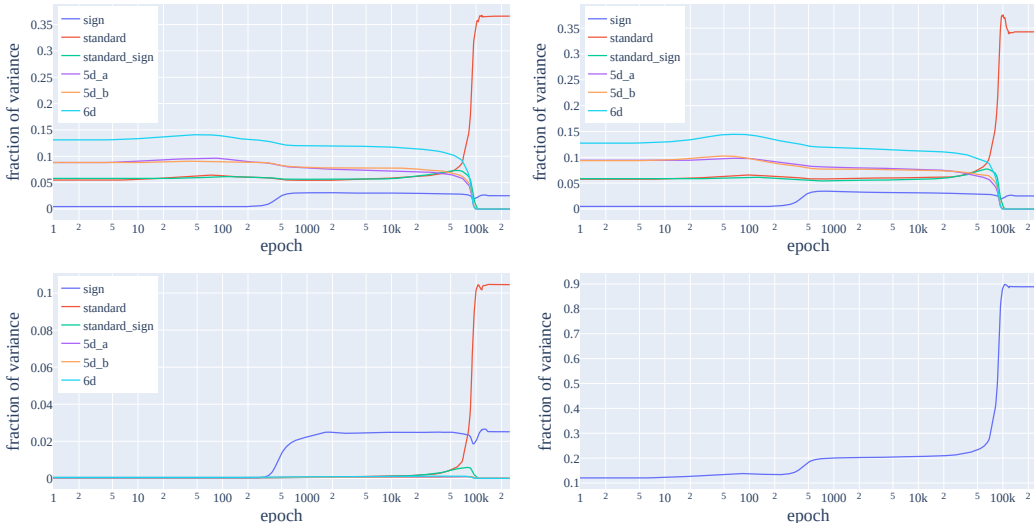 fraction of variance
0.35
0.3
0.25
0.2
0.15
0.1
0.05
0
sign
standard
standard_sign
5d_a
5d_b
6d
1 2 5 10 2 5 100 2 5 1000 2 5 10k 2 5 100k 2
epoch
fraction of variance
0.35
0.3
0.25
0.2
0.15
0.1
0.05
0
sign
standard
standard_sign
5d_a
5d_b
6d
1 2 5 10 2 5 100 2 5 1000 2 5 10k 2 5 100k 2
epoch
fraction of variance
0.1
0.08
0.06
0.04
0.02
0
sign
standard
standard_sign
5d_a
5d_b
6d
1 2 5 10 2 5 100 2 5 1000 2 5 10k 2 5 100k 2
epoch
fraction of variance
0.9
0.8
0.7
0.6
0.5
0.4
0.3
0.2
0.1
1 2 5 10 2 5 100 2 5 1000 2 5 10k 2 5 100k 2
epoch